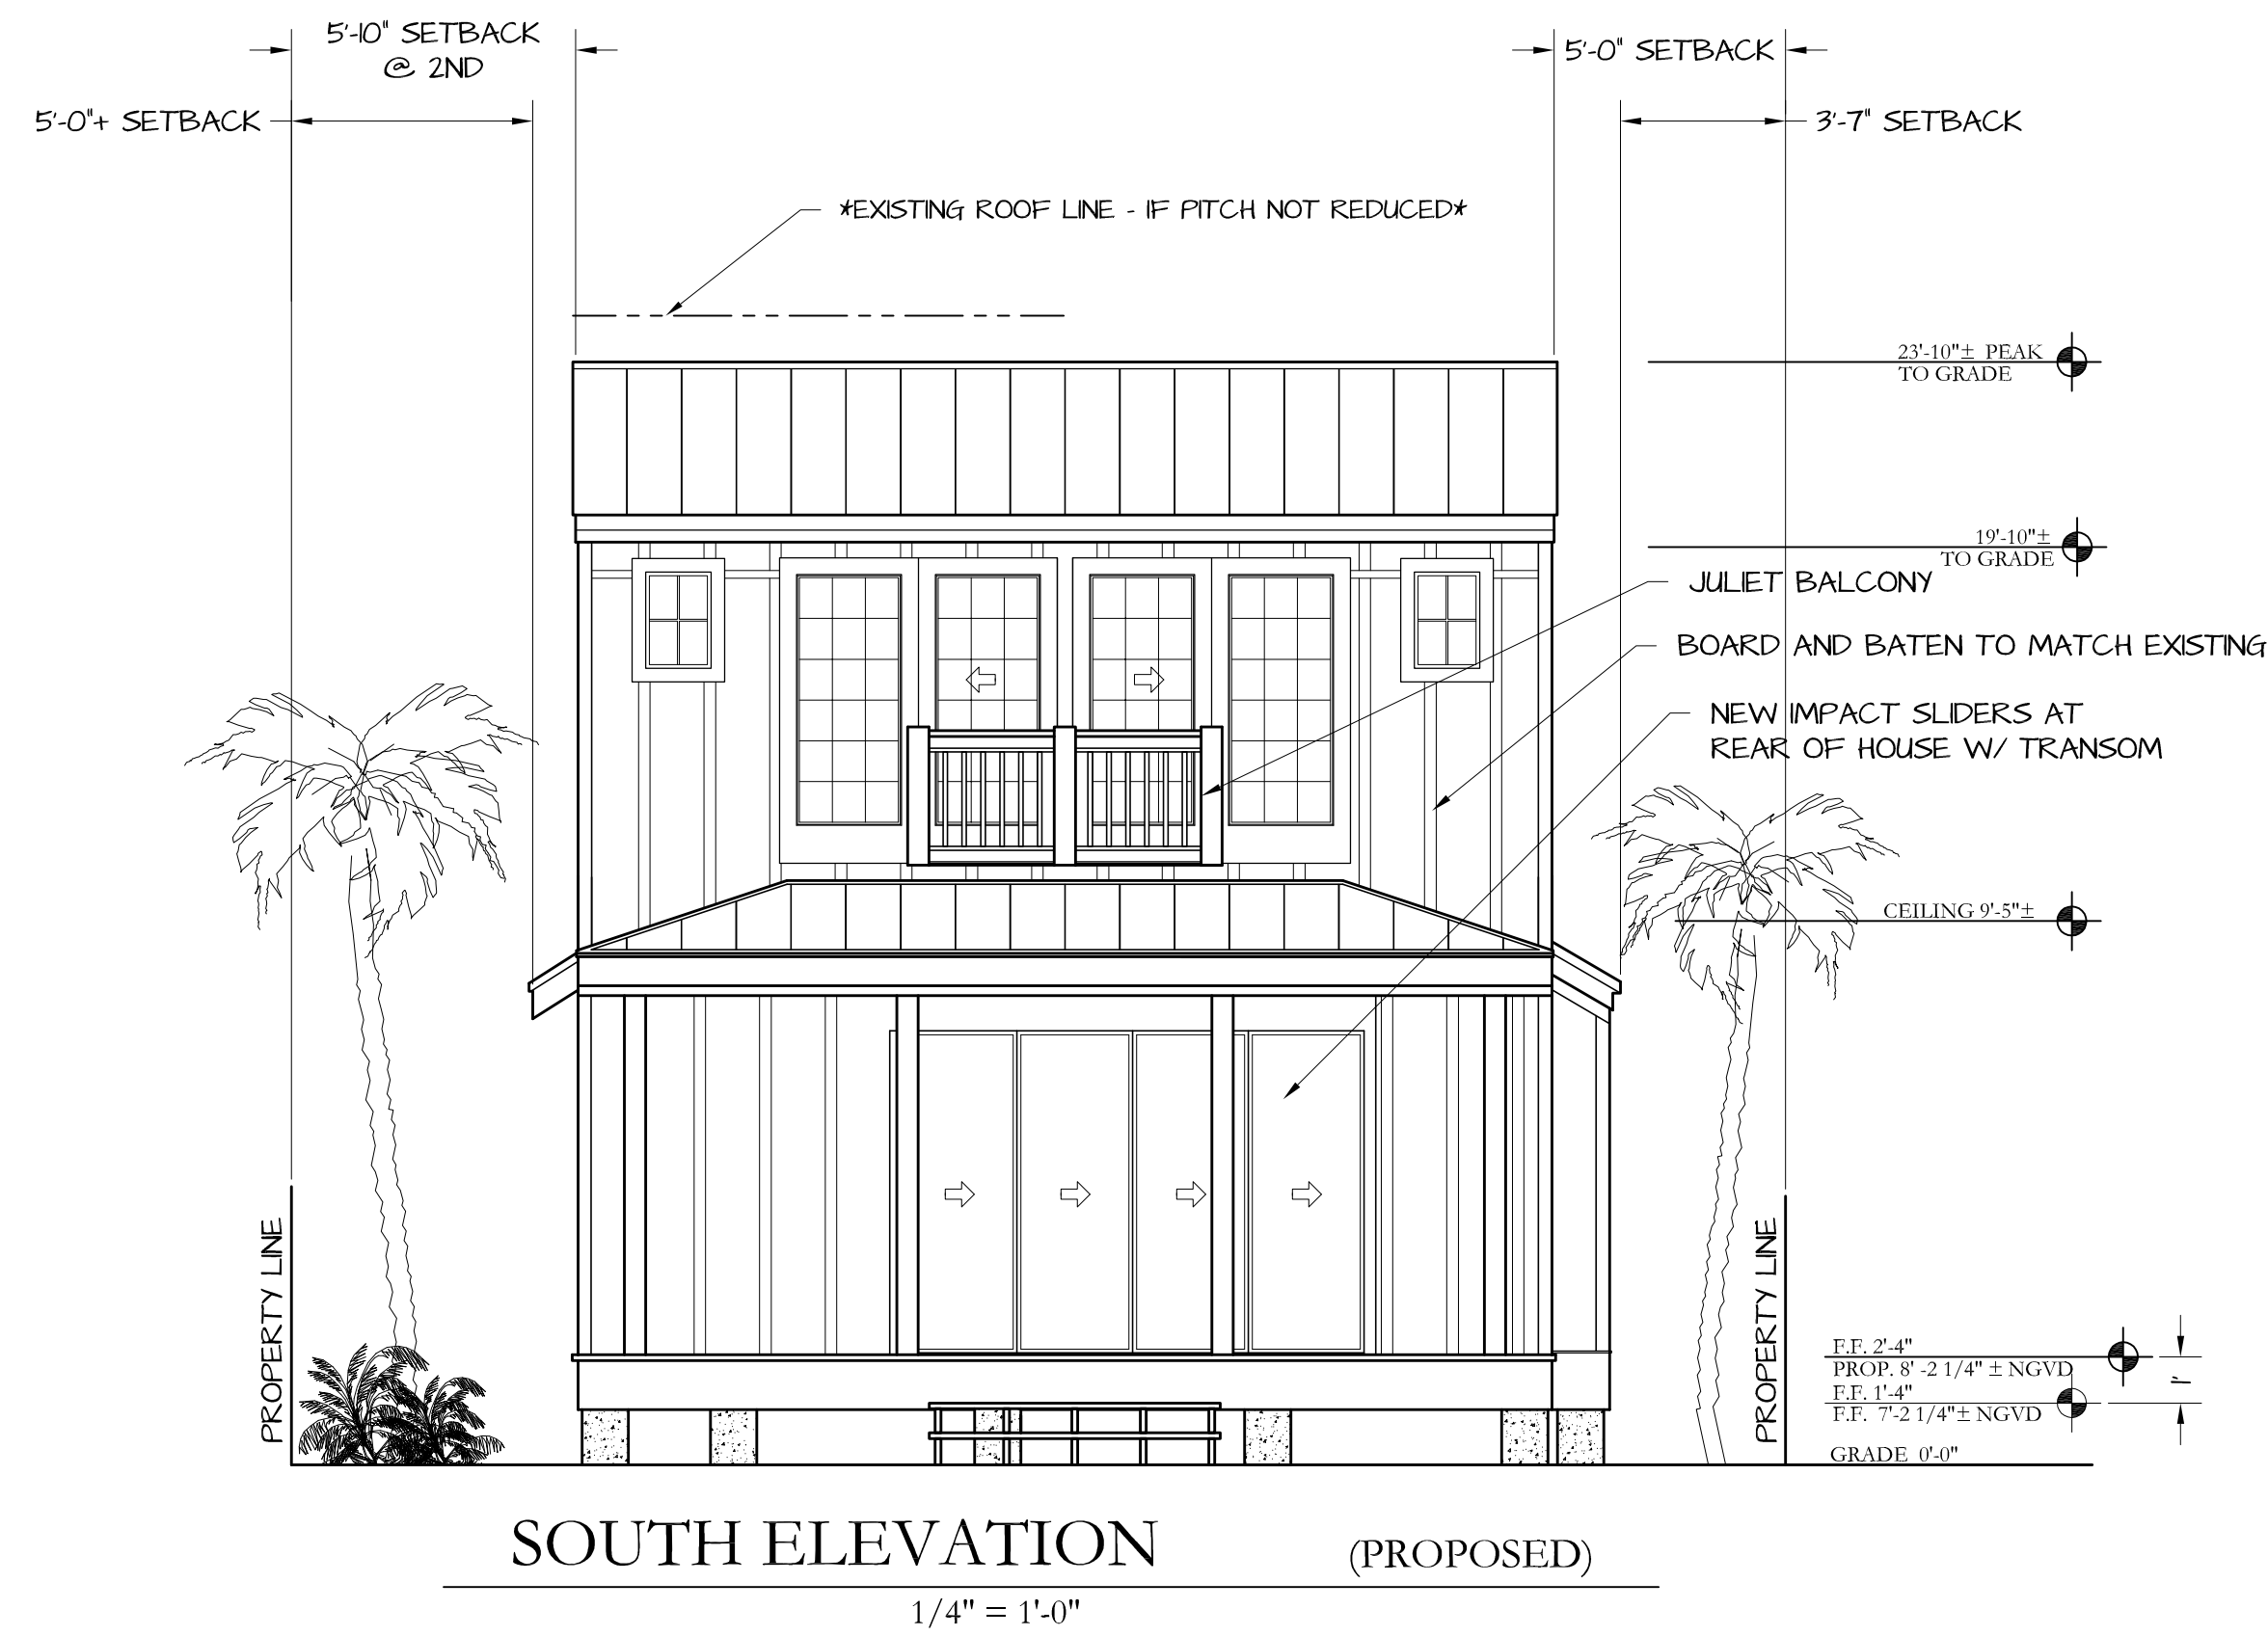 5'-10" SETBACK
@ 2ND
5'-0" SETBACK
5'-0"+ SETBACK
3'-7" SETBACK
*EXISTING ROOF LINE - IF PITCH NOT REDUCED*
23'-10"± PEAK
TO GRADE
19'-10"±
TO GRADE
JULIET BALCONY
BOARD AND BATEN TO MATCH EXISTING
NEW IMPACT SLIDERS AT
REAR OF HOUSE W/ TRANSOM
CEILING 9'-5"±
PROPERTY LINE
PROPERTY LINE
F.F. 2'-4"
PROP. 8' -2 1/4" ± NGVD
1'
F.F. 1'-4"
F.F. 7'-2 1/4"± NGVD
GRADE 0'-0"
SOUTH ELEVATION (PROPOSED)
1/4" = 1'-0"